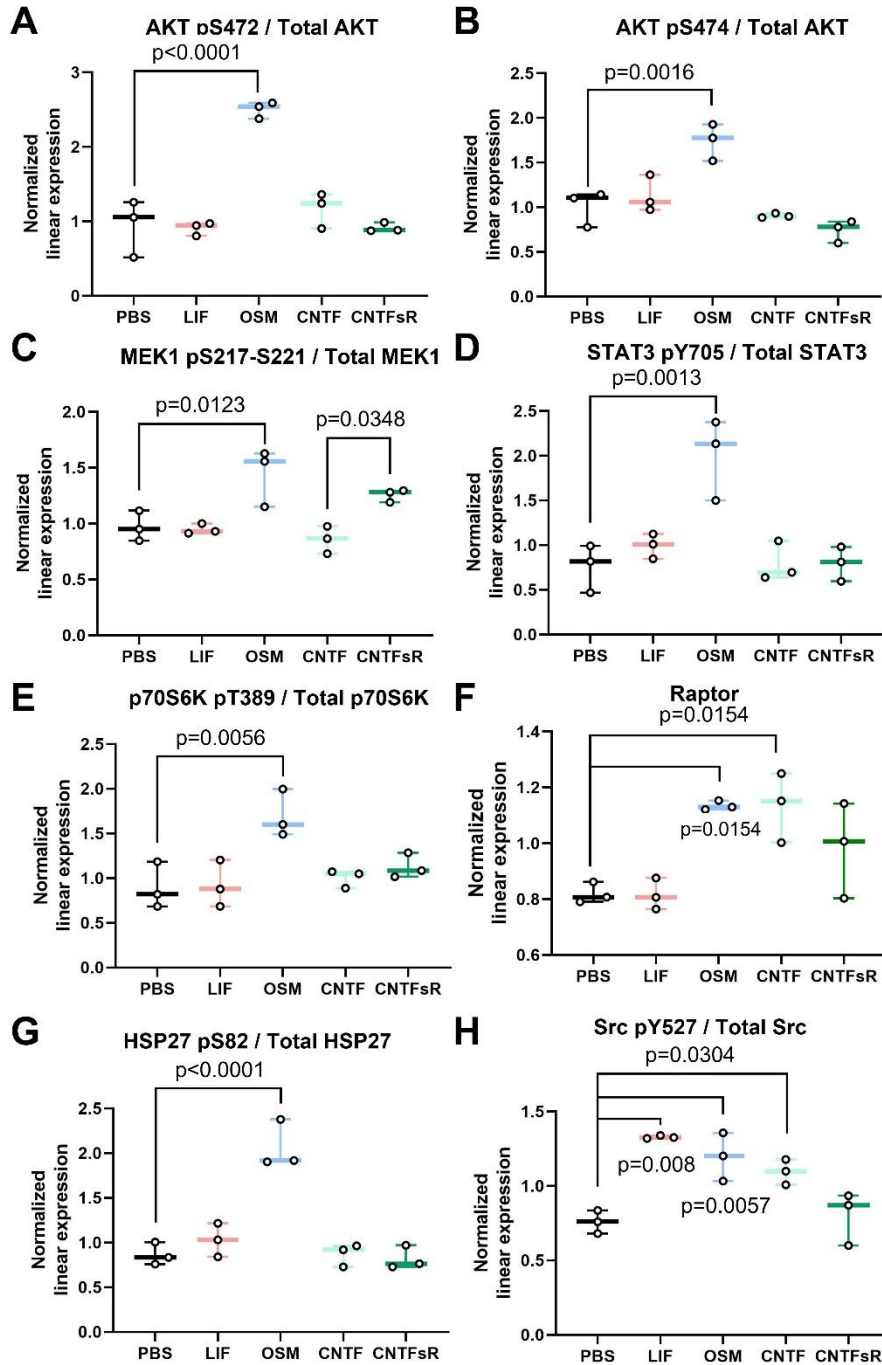 A
AKT pS472 / Total AKT
p<0.0001
Normalized
linear expression
3
2
1
0
PBS LIF OSM CNTF CNTFsR
B
AKT pS474 / Total AKT
p=0.0016
Normalized
linear expression
2.5
2.0
1.5
1.0
0.5
0.0
PBS LIF OSM CNTF CNTFsR
C
MEK1 pS217-S221 / Total MEK1
p=0.0123
p=0.0348
Normalized
linear expression
2.0
1.5
1.0
0.5
0.0
PBS LIF OSM CNTF CNTFsR
D
STAT3 pY705 / Total STAT3
p=0.0013
Normalized
linear expression
2.5
2.0
1.5
1.0
0.5
0.0
PBS LIF OSM CNTF CNTFsR
E
p70S6K pT389 / Total p70S6K
p=0.0056
Normalized
linear expression
2.5
2.0
1.5
1.0
0.5
0.0
PBS LIF OSM CNTF CNTFsR
F
Raptor
p=0.0154
p=0.0154
Normalized
linear expression
1.4
1.2
1.0
0.8
0.6
PBS LIF OSM CNTF CNTFsR
G
HSP27 pS82 / Total HSP27
p<0.0001
Normalized
linear expression
2.5
2.0
1.5
1.0
0.5
0.0
PBS LIF OSM CNTF CNTFsR
H
Src pY527 / Total Src
p=0.0304
p=0.008
p=0.0057
Normalized
linear expression
1.5
1.0
0.5
0.0
PBS LIF OSM CNTF CNTFsR